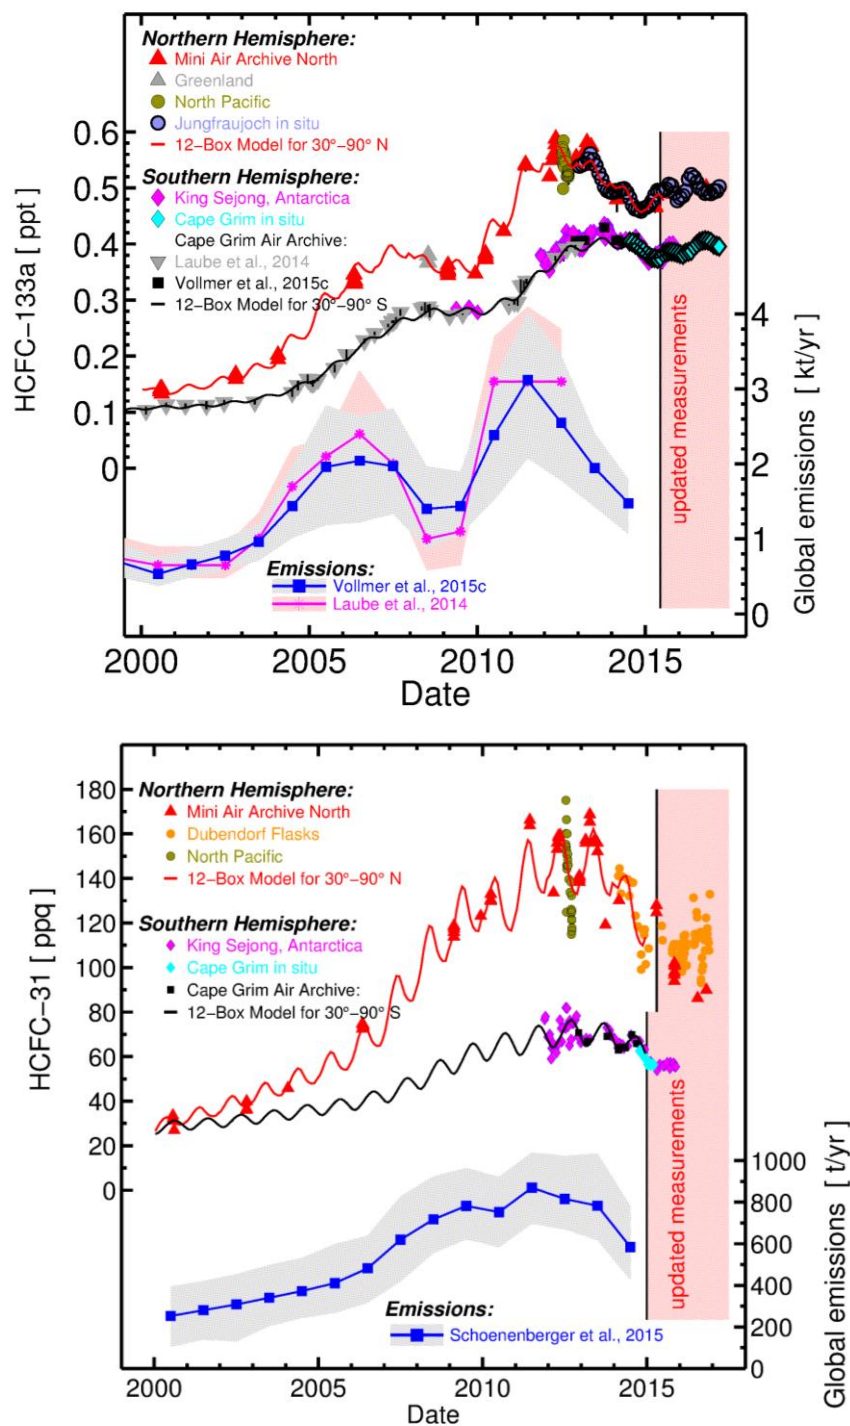 Northern Hemisphere:
Mini Air Archive North
Greenland
North Pacific
Jungfraujoch in situ
12−Box Model for 30°−90° N
Southern Hemisphere:
King Sejong, Antarctica
Cape Grim in situ
Cape Grim Air Archive:
Laube et al., 2014
Vollmer et al., 2015c
12−Box Model for 30°−90° S
HCFC−133a [ ppt ]
0.6
0.5
0.4
0.3
0.2
0.1
0
updated measurements
Global emissions [ kt/yr ]
4
3
2
1
0
Emissions:
Vollmer et al., 2015c
Laube et al., 2014
2000
2005
2010
2015
Date
Northern Hemisphere:
Mini Air Archive North
Dubendorf Flasks
North Pacific
12−Box Model for 30°−90° N
Southern Hemisphere:
King Sejong, Antarctica
Cape Grim in situ
Cape Grim Air Archive:
12−Box Model for 30°−90° S
HCFC−31 [ ppq ]
180
160
140
120
100
80
60
40
20
0
updated measurements
Global emissions [ t/yr ]
1000
800
600
400
200
0
Emissions:
Schoenenberger et al., 2015
2000
2005
2010
2015
Date